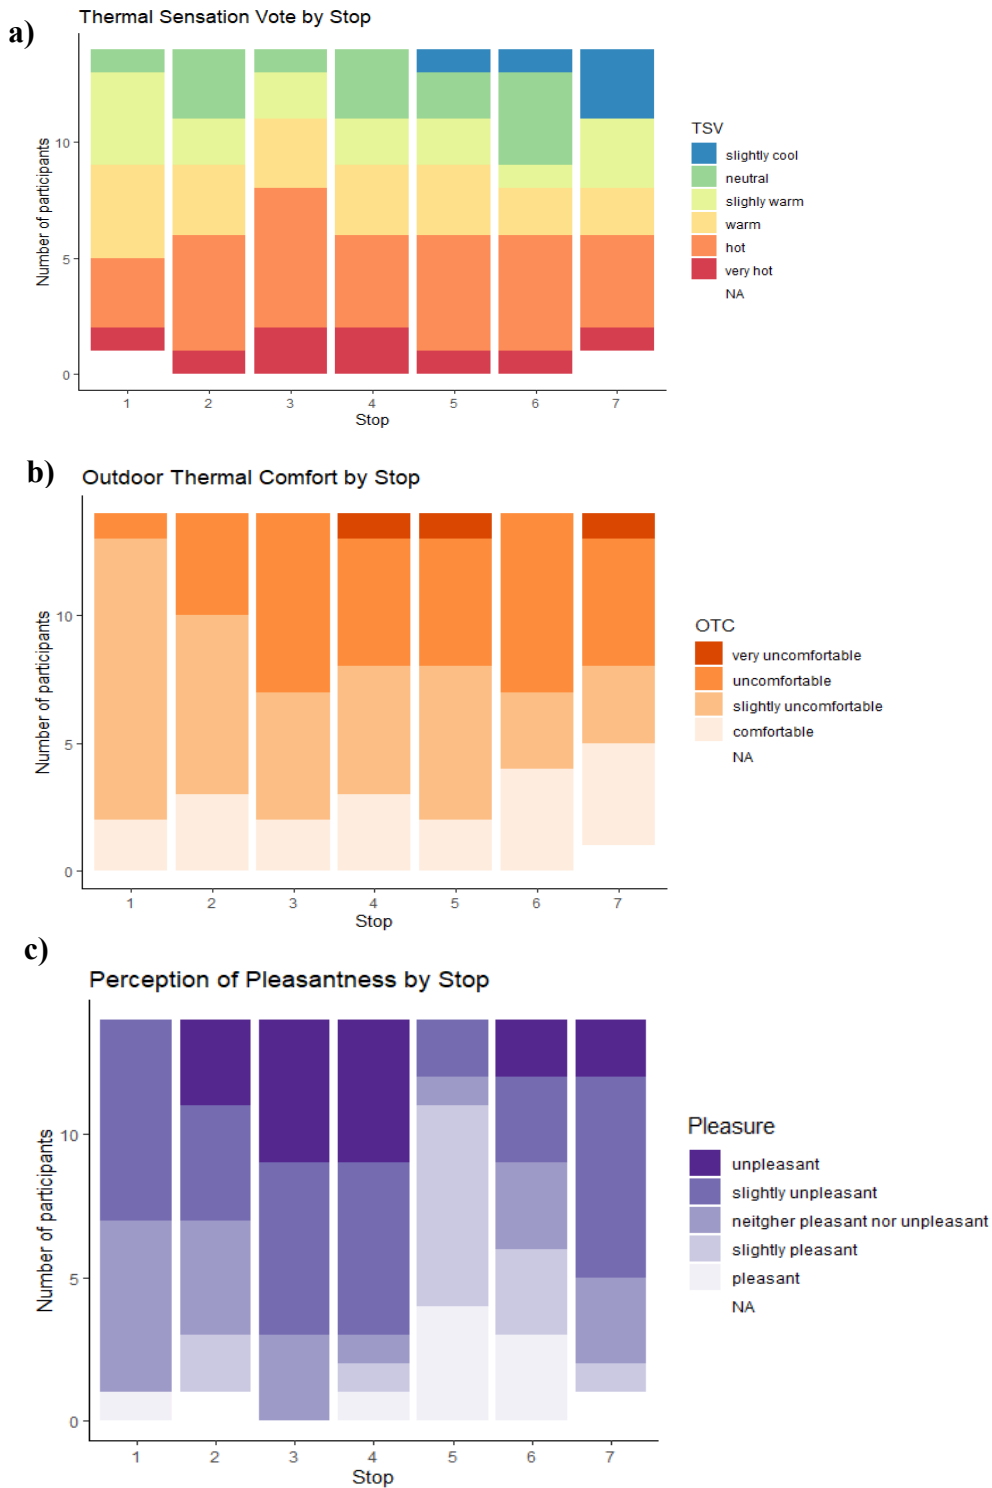 a)
Thermal Sensation Vote by Stop
Number of participants
10
5
0
1 2 3 4 5 6 7
Stop
TSV
slightly cool
neutral
slighly warm
warm
hot
very hot
NA
b)
Outdoor Thermal Comfort by Stop
Number of participants
10
5
0
1 2 3 4 5 6 7
Stop
OTC
very uncomfortable
uncomfortable
slightly uncomfortable
comfortable
NA
c)
Perception of Pleasantness by Stop
Number of participants
10
5
0
1 2 3 4 5 6 7
Stop
Pleasure
unpleasant
slightly unpleasant
neitgher pleasant nor unpleasant
slightly pleasant
pleasant
NA